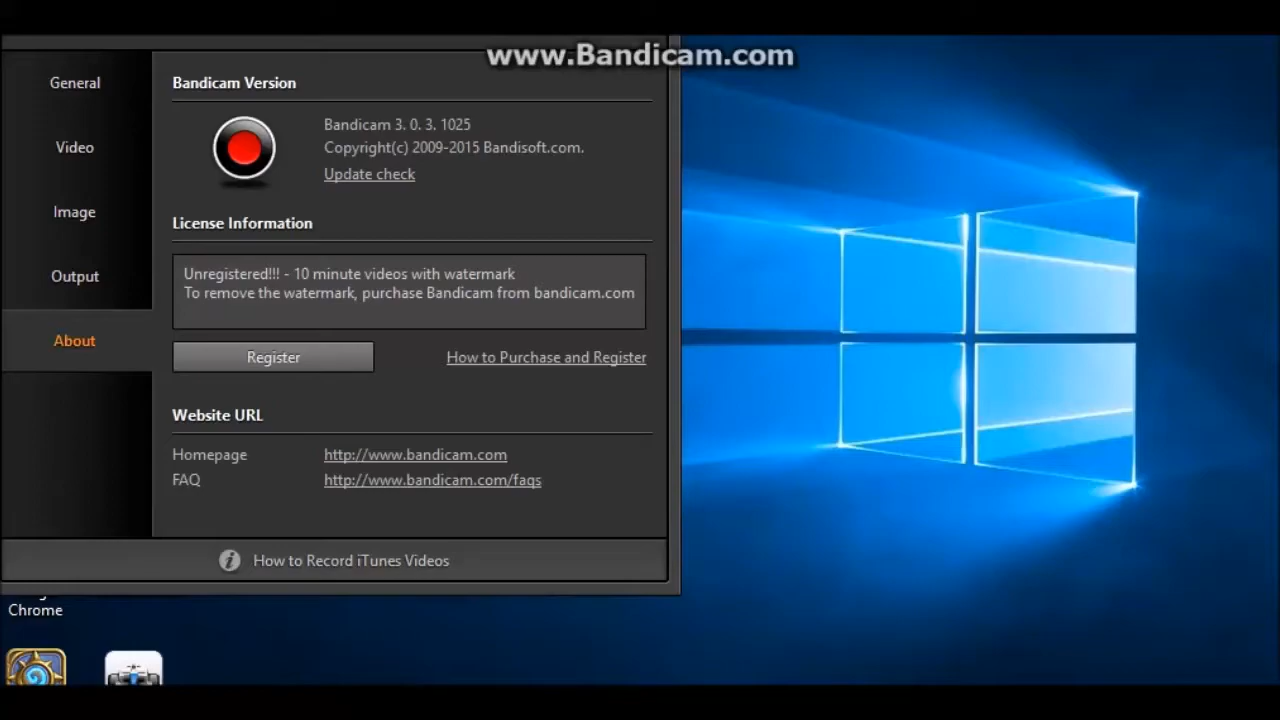 www.Bandicam.com
General
Video
Image
Output
About
Bandicam Version
Bandicam 3. 0. 3. 1025
Copyright(c) 2009-2015 Bandisoft.com.
Update check
License Information
Unregistered!!! - 10 minute videos with watermark
To remove the watermark, purchase Bandicam from bandicam.com
Register
How to Purchase and Register
Website URL
Homepage
http://www.bandicam.com
FAQ
http://www.bandicam.com/faqs
How to Record iTunes Videos
Chrome